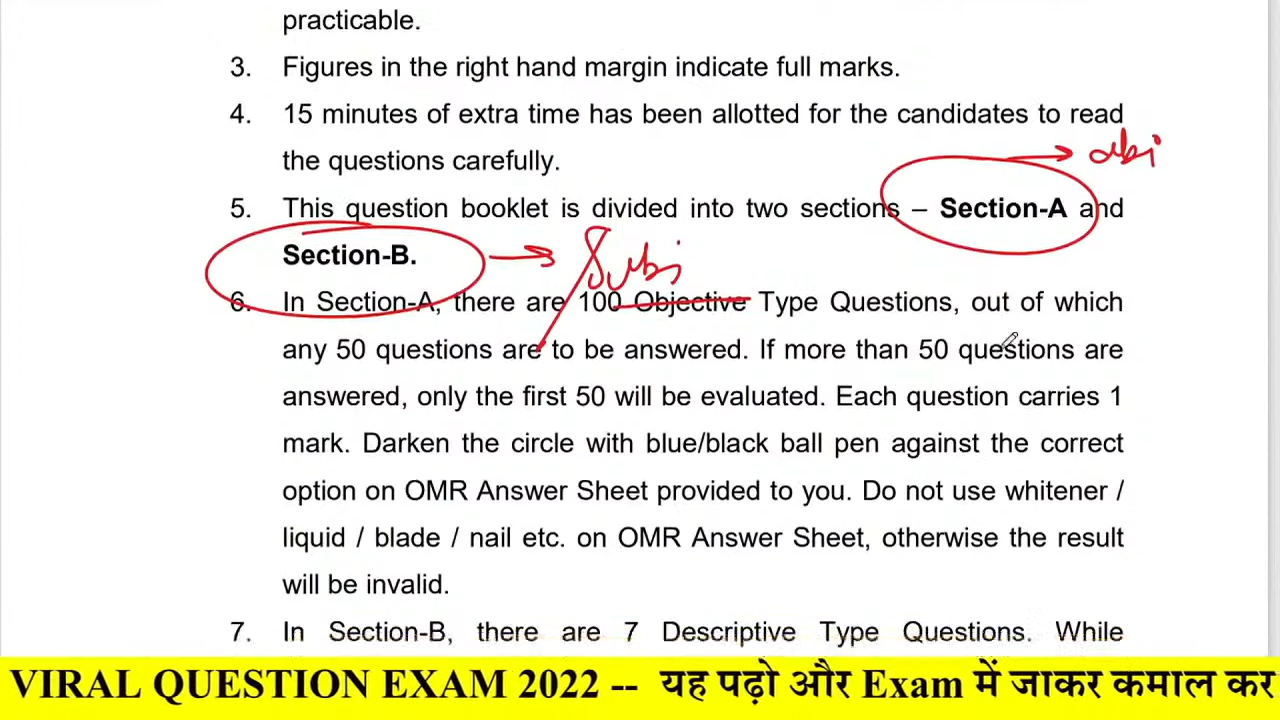 practicable.
3. Figures in the right hand margin indicate full marks.
4. 15 minutes of extra time has been allotted for the candidates to read
the questions carefully.
obj
5. This question booklet is divided into two sections – Section-A and
Section-B.
Subj
6. In Section-A, there are 100 Objective Type Questions, out of which
any 50 questions are to be answered. If more than 50 questions are
answered, only the first 50 will be evaluated. Each question carries 1
mark. Darken the circle with blue/black ball pen against the correct
option on OMR Answer Sheet provided to you. Do not use whitener /
liquid / blade / nail etc. on OMR Answer Sheet, otherwise the result
will be invalid.
7. In Section-B, there are 7 Descriptive Type Questions. While
VIRAL QUESTION EXAM 2022 -- यह पढ़ो और Exam में जाकर कमाल कर